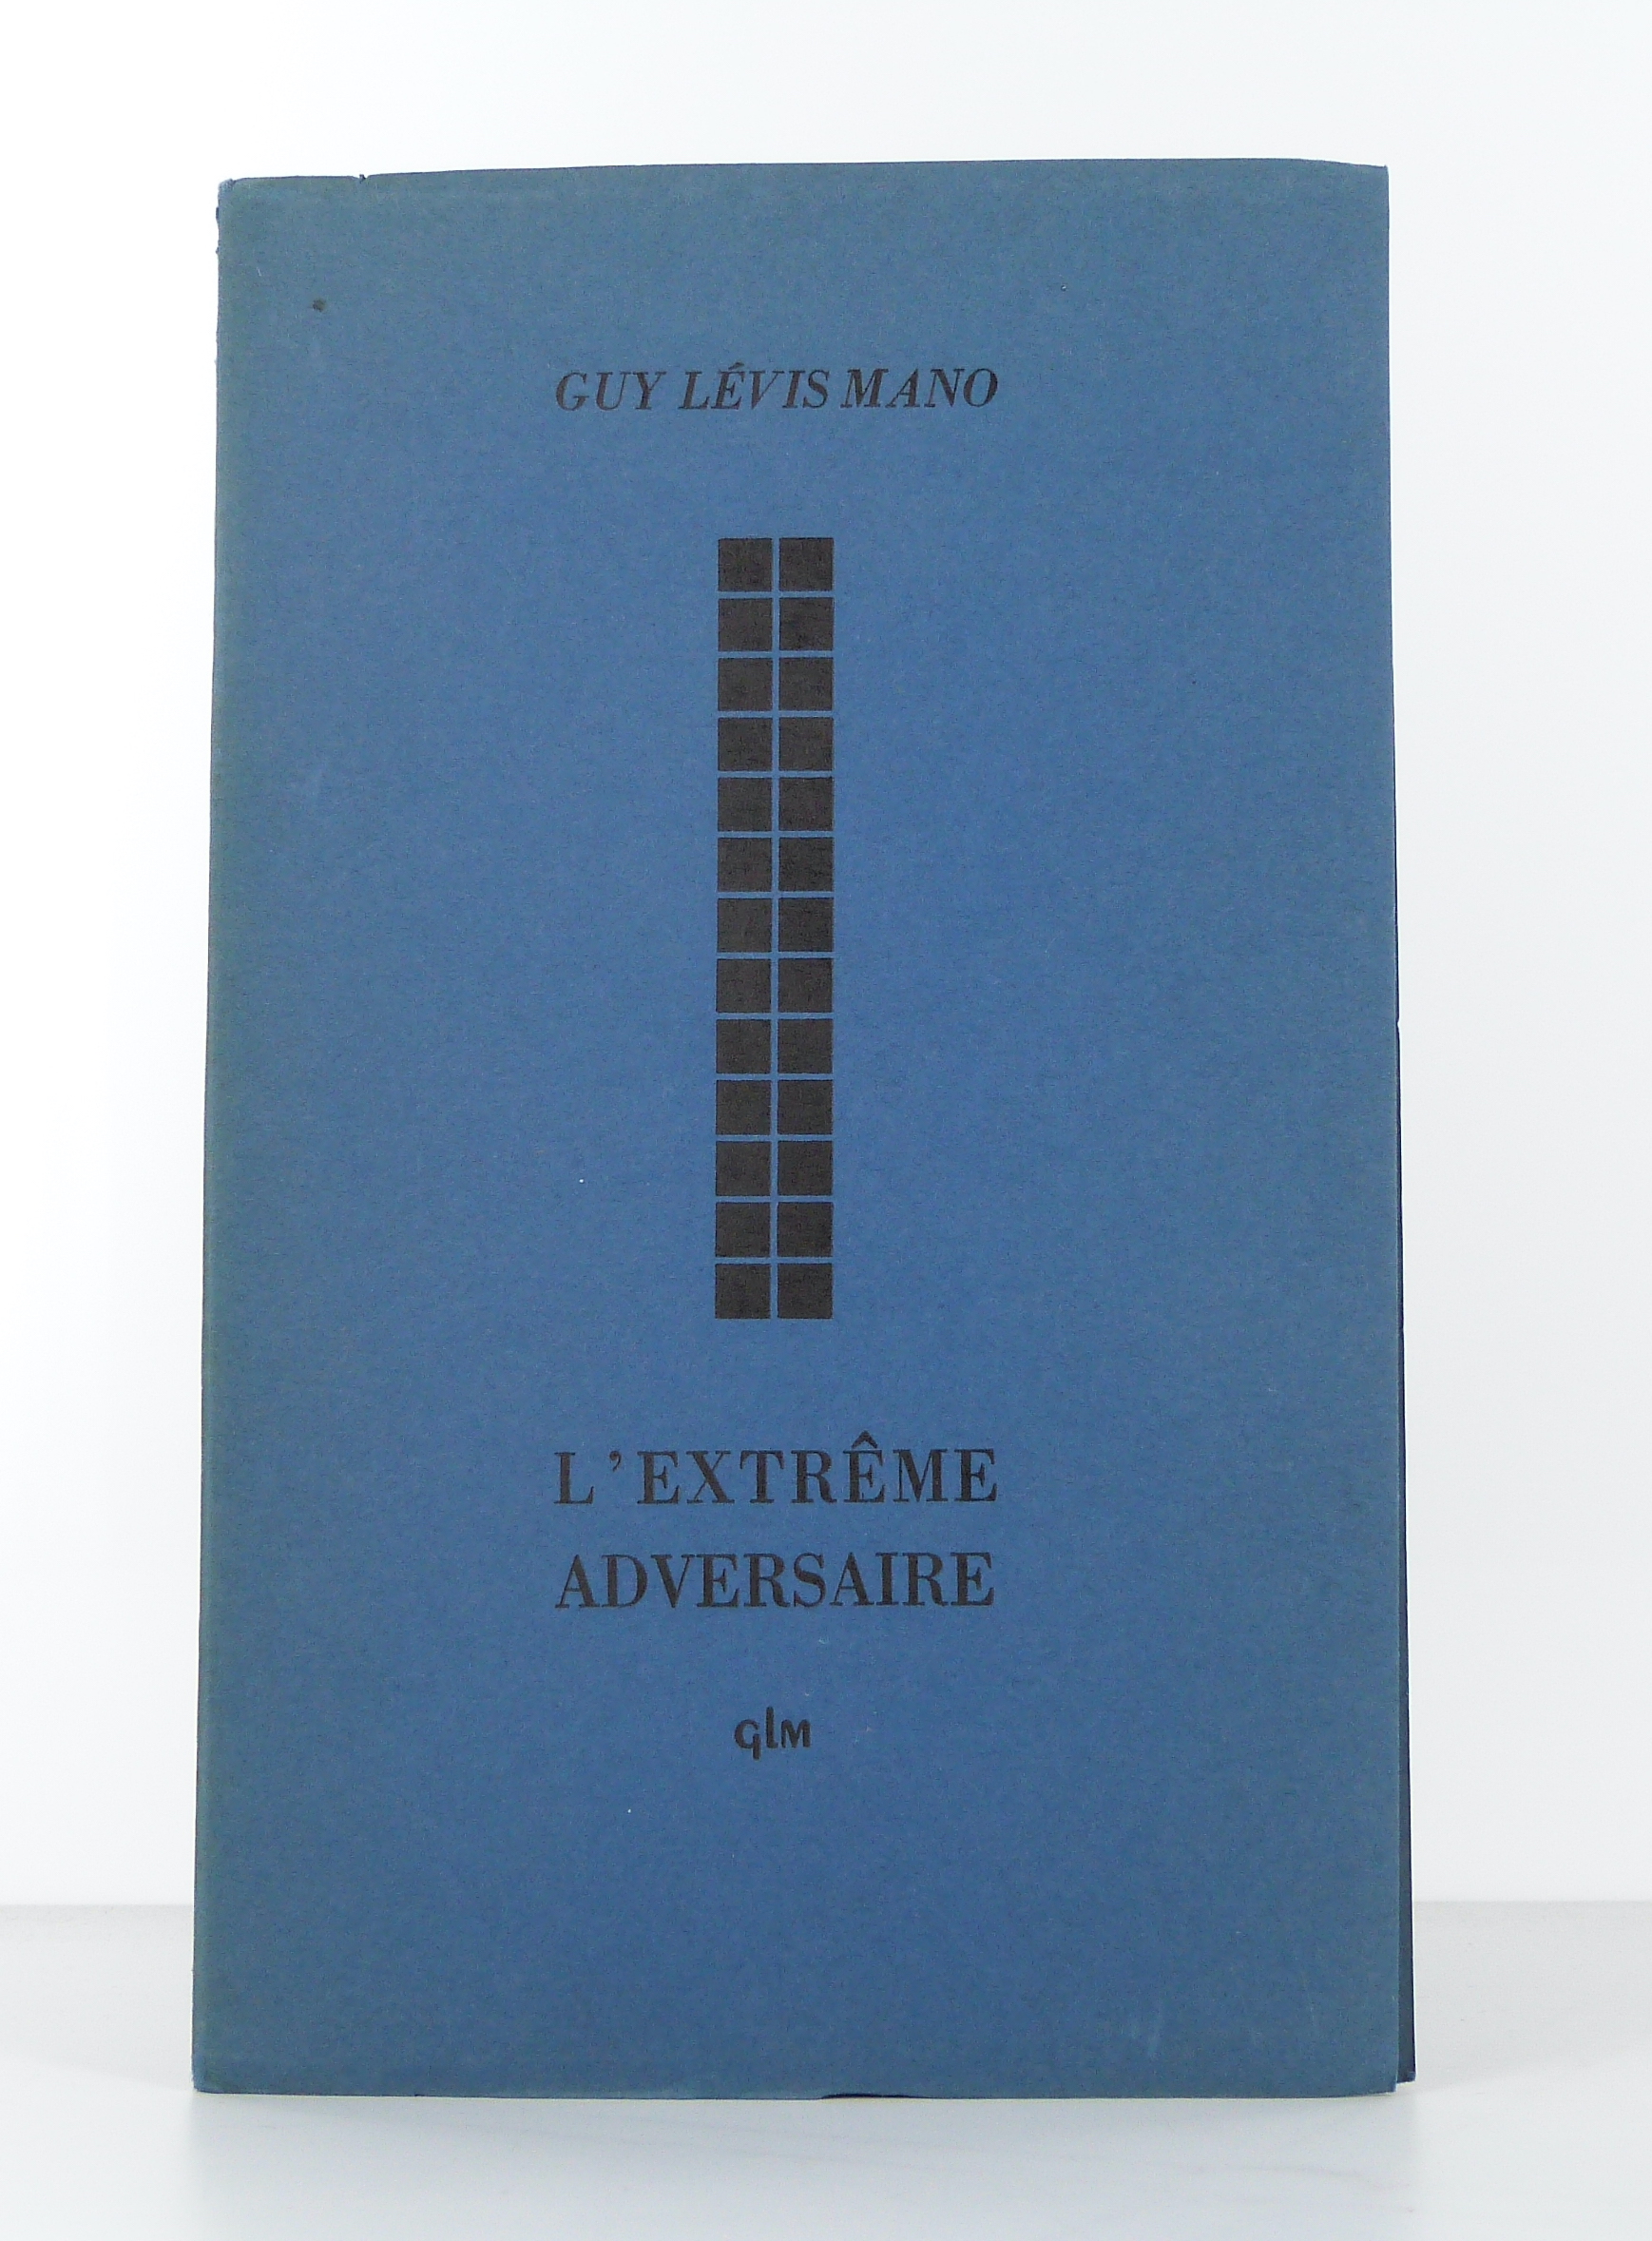 GUY LÉVIS MANO
L'EXTRÊME
ADVERSAIRE
GLM